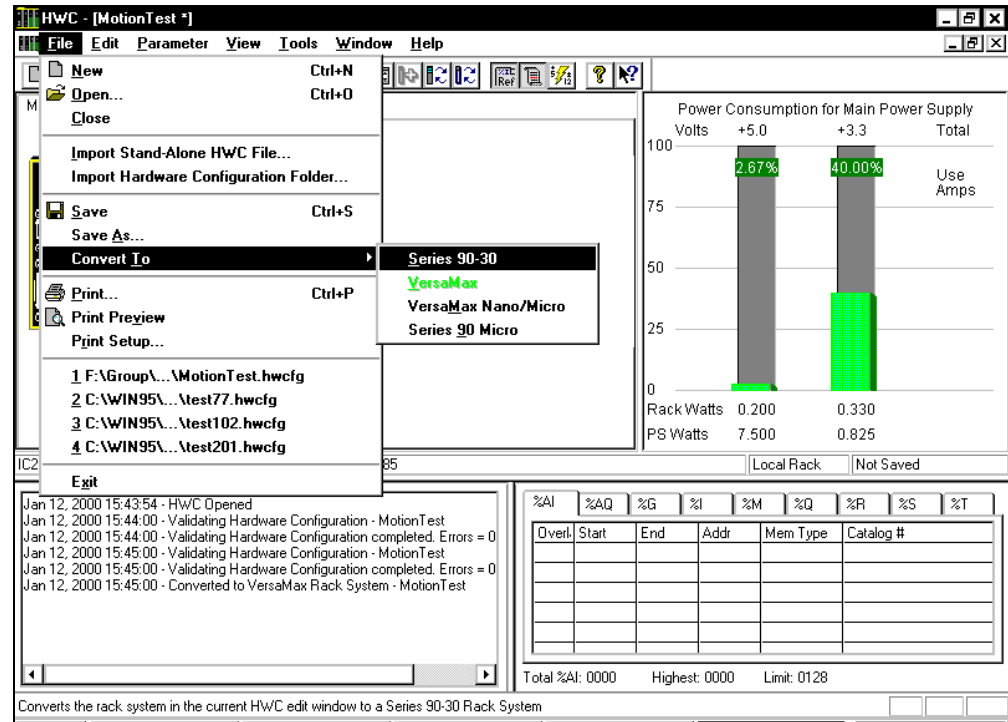 HWC - [MotionTest *]
File Edit Parameter View Tools Window Help
New Ctrl+N
Open... Ctrl+O
Close
Import Stand-Alone HWC File...
Import Hardware Configuration Folder...
Save Ctrl+S
Save As...
Convert To
Print... Ctrl+P
Print Preview
Print Setup...
1 F:\Group\...\MotionTest.hwcfg
2 C:\WIN95\...\test77.hwcfg
3 C:\WIN95\...\test102.hwcfg
4 C:\WIN95\...\test201.hwcfg
Exit
Series 90-30
VersaMax
VersaMax Nano/Micro
Series 90 Micro
Ref
M
Power Consumption for Main Power Supply
Volts +5.0 +3.3 Total
100
2.67% 40.00%
Use
Amps
75
50
25
0
Rack Watts 0.200 0.330
PS Watts 7.500 0.825
IC2 85 Local Rack Not Saved
Jan 12, 2000 15:43:54 - HWC Opened
Jan 12, 2000 15:44:00 - Validating Hardware Configuration - MotionTest
Jan 12, 2000 15:44:00 - Validating Hardware Configuration completed. Errors = 0
Jan 12, 2000 15:45:00 - Validating Hardware Configuration - MotionTest
Jan 12, 2000 15:45:00 - Validating Hardware Configuration completed. Errors = 0
Jan 12, 2000 15:45:00 - Converted to VersaMax Rack System - MotionTest
%AI %AQ %G %I %M %Q %R %S %T
Overl Start End Addr Mem Type Catalog #
Total %AI: 0000 Highest: 0000 Limit: 0128
Converts the rack system in the current HWC edit window to a Series 90-30 Rack System